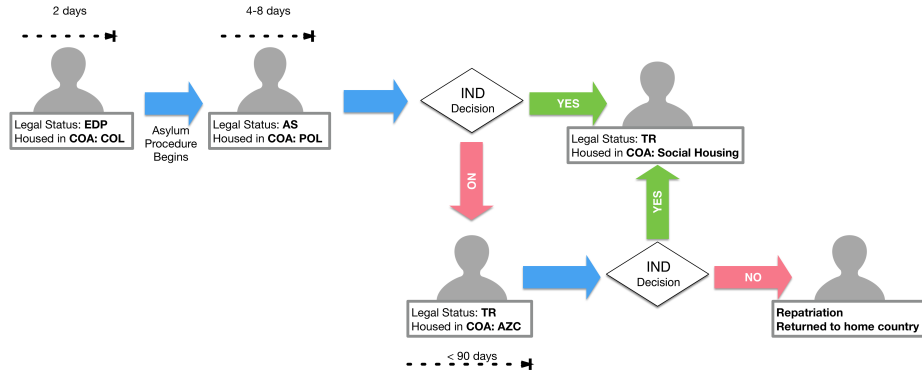 2 days
4-8 days
Legal Status: EDP
Housed in COA: COL
Asylum
Procedure
Begins
Legal Status: AS
Housed in COA: POL
IND
Decision
YES
Legal Status: TR
Housed in COA: Social Housing
NO
YES
Legal Status: TR
Housed in COA: AZC
< 90 days
IND
Decision
NO
Repatriation
Returned to home country